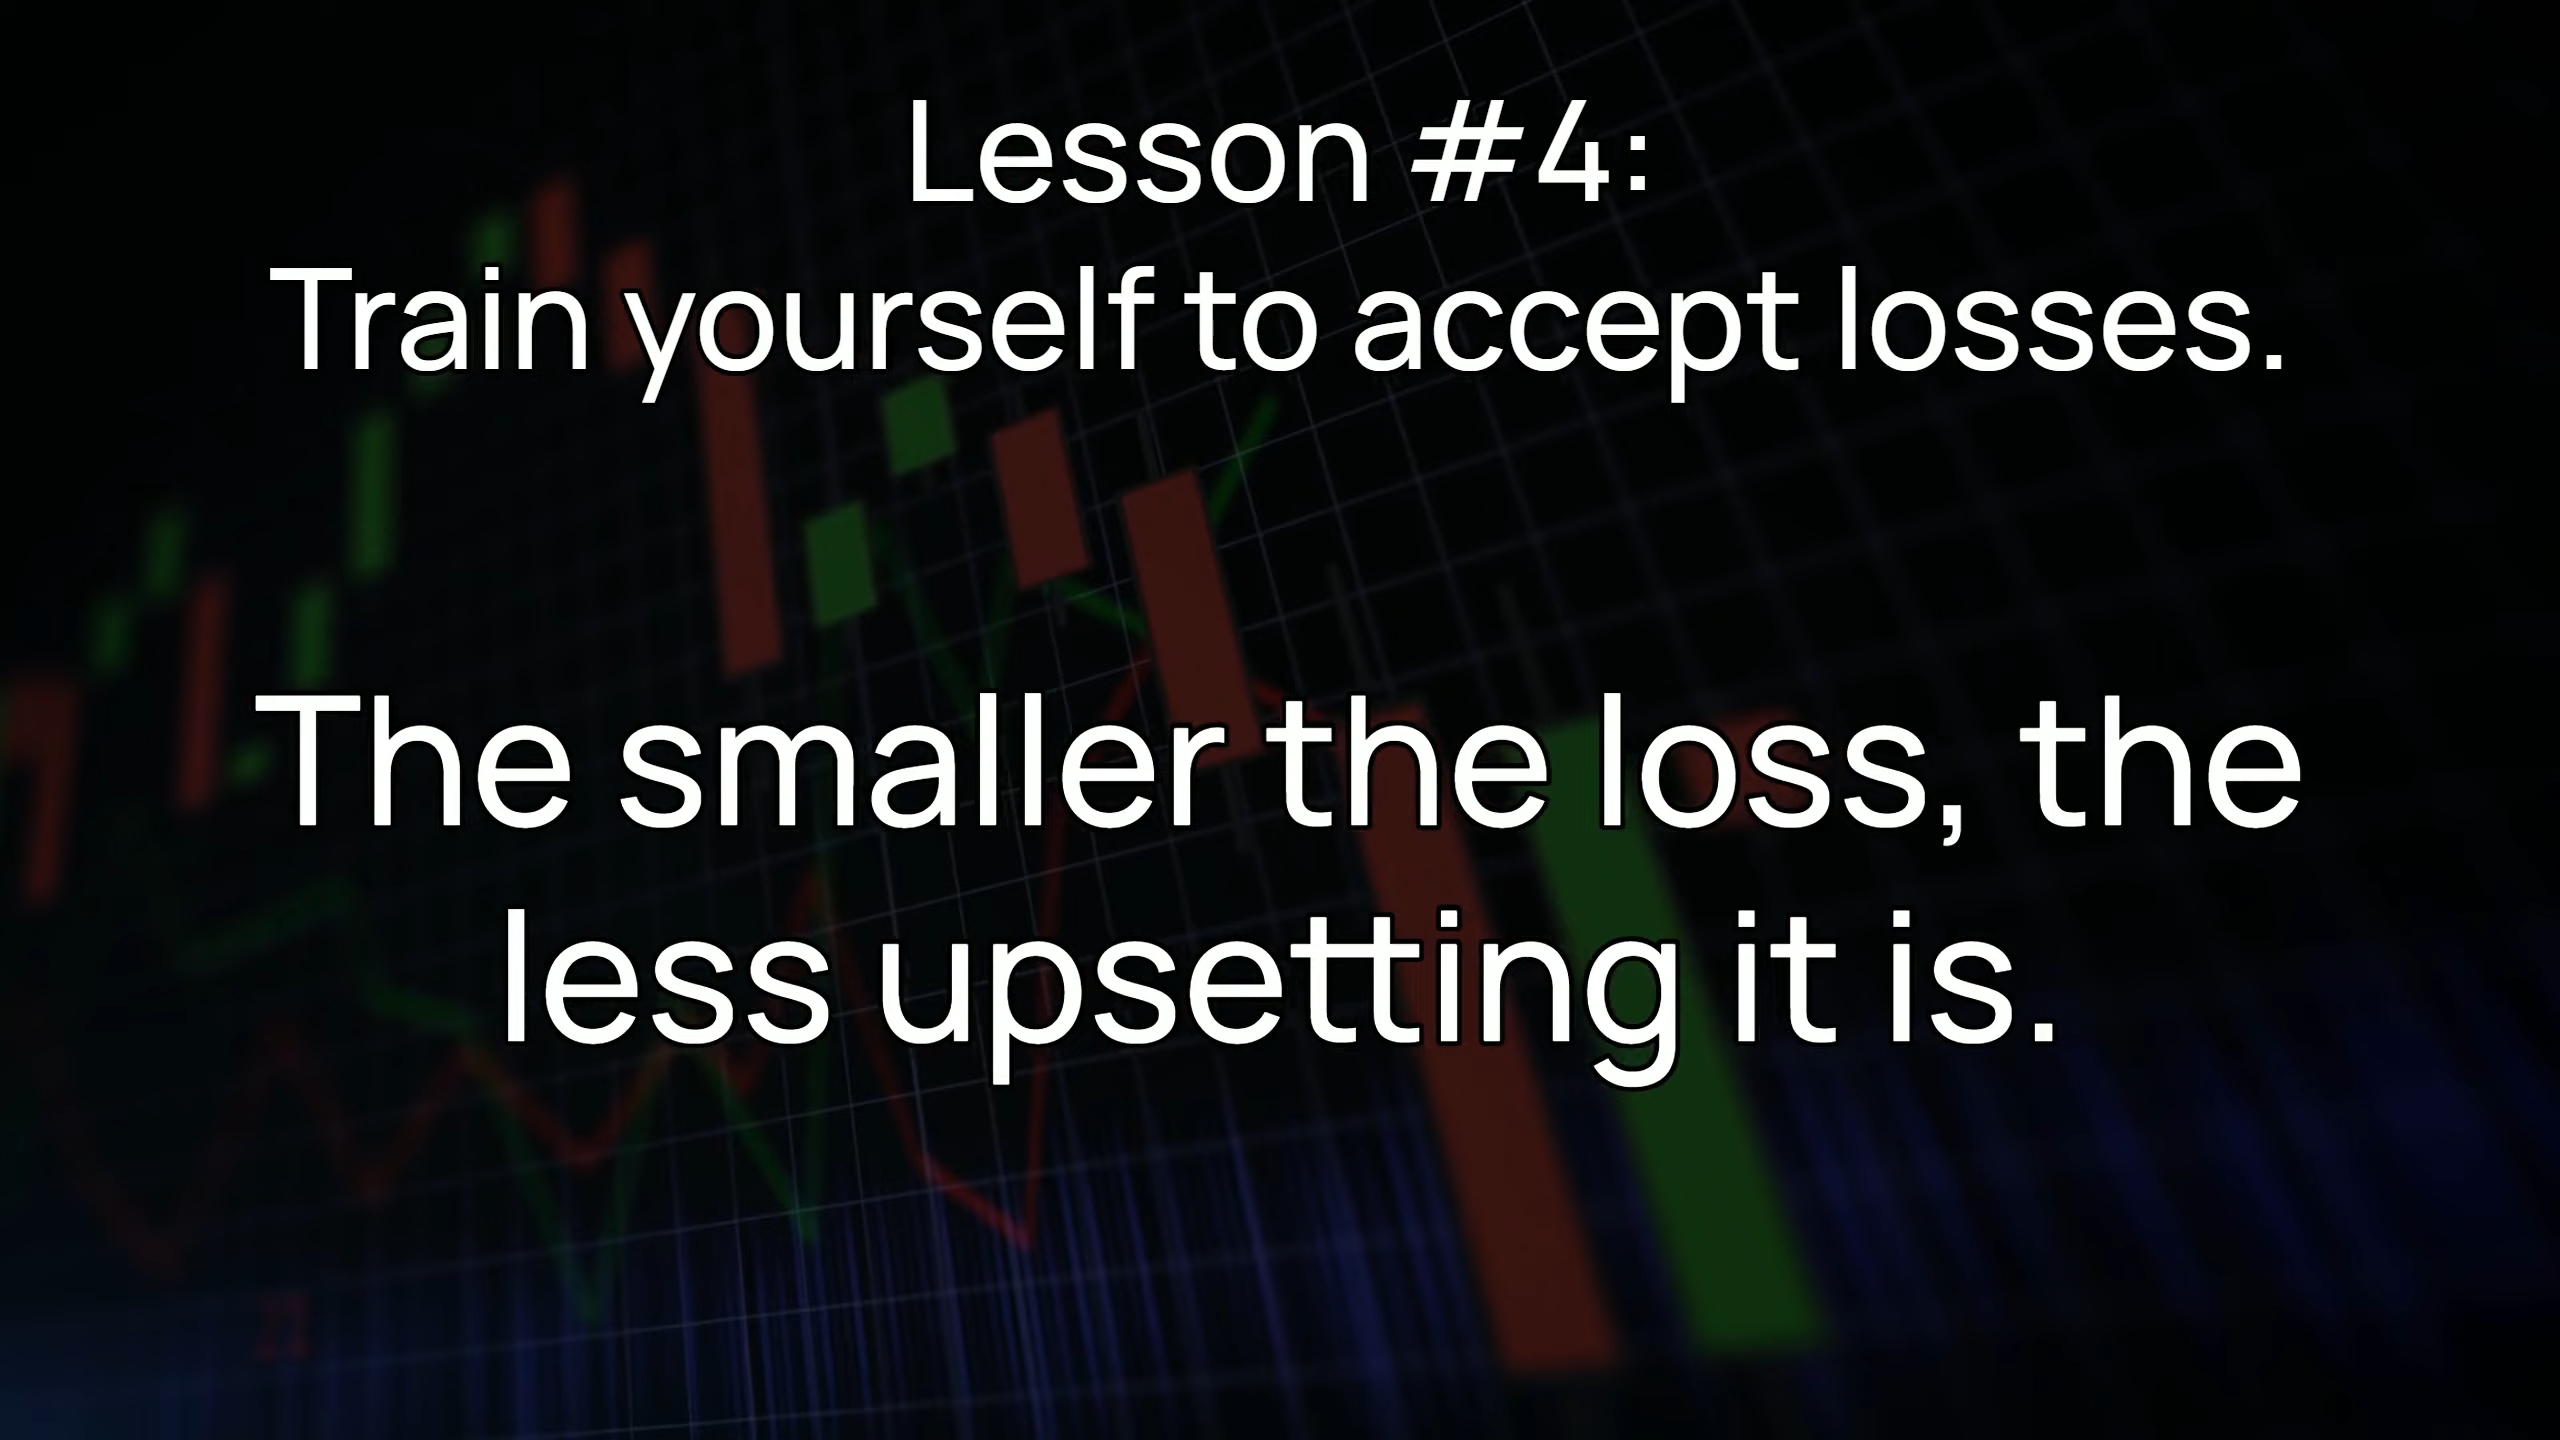 Lesson #4:
Train yourself to accept losses.
The smaller the loss, the
less upsetting it is.